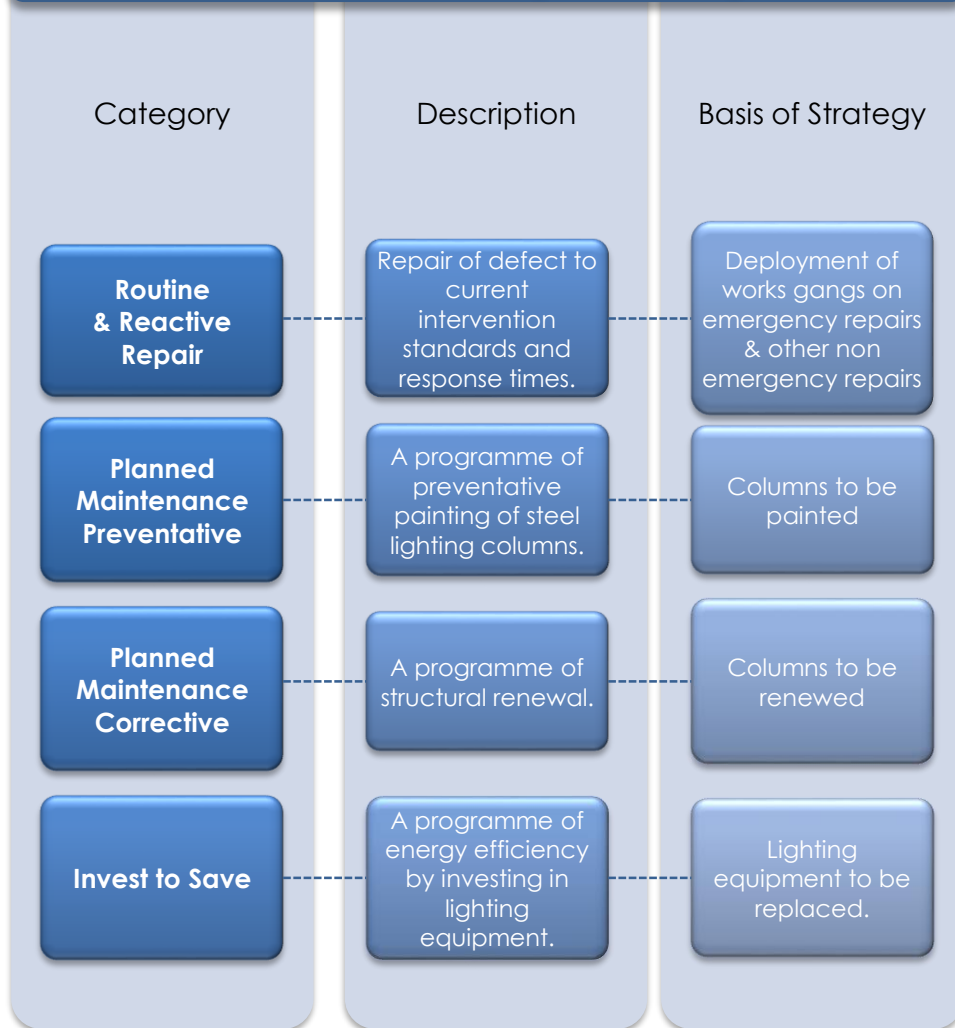 Category
Description
Basis of Strategy
Routine
& Reactive
Repair
Repair of defect to
current
intervention
standards and
response times.
Deployment of
works gangs on
emergency repairs
& other non
emergency repairs
Planned
Maintenance
Preventative
A programme of
preventative
painting of steel
lighting columns.
Columns to be
painted
Planned
Maintenance
Corrective
A programme of
structural renewal.
Columns to be
renewed
Invest to Save
A programme of
energy efficiency
by investing in
lighting
equipment.
Lighting
equipment to be
replaced.